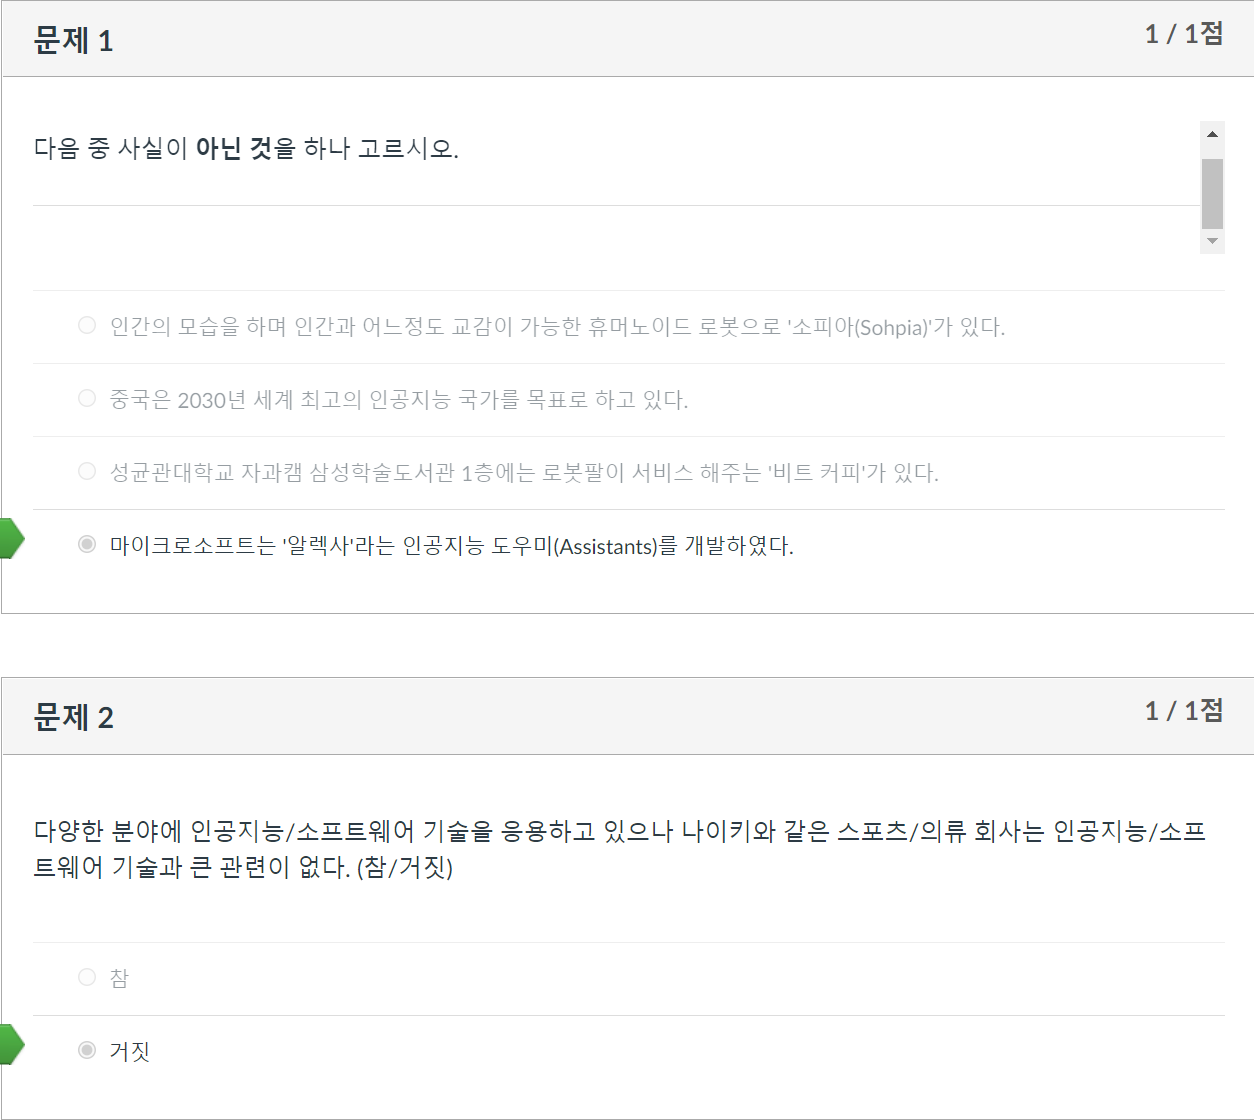 문제 1
1 / 1점
다음 중 사실이 아닌 것을 하나 고르시오.
인간의 모습을 하며 인간과 어느정도 교감이 가능한 휴머노이드 로봇으로 '소피아(Sohpia)'가 있다.
중국은 2030년 세계 최고의 인공지능 국가를 목표로 하고 있다.
성균관대학교 자과캠 삼성학술도서관 1층에는 로봇팔이 서비스 해주는 '비트 커피'가 있다.
마이크로소프트는 '알렉사'라는 인공지능 도우미(Assistants)를 개발하였다.
문제 2
1 / 1점
다양한 분야에 인공지능/소프트웨어 기술을 응용하고 있으나 나이키와 같은 스포츠/의류 회사는 인공지능/소프
트웨어 기술과 큰 관련이 없다. (참/거짓)
참
거짓